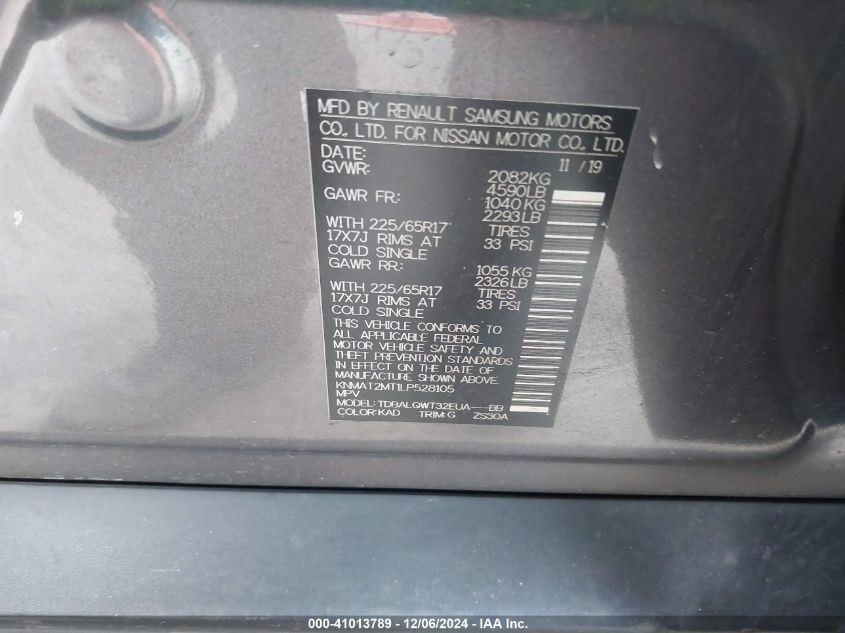 MFD BY RENAULT SAMSUNG MOTORS
CO., LTD. FOR NISSAN MOTOR CO., LTD.
DATE: 11 / 19
GVWR: 2082KG
4590LB
GAWR FR: 1040KG
2293LB
WITH 225/65R17 TIRES
17X7J RIMS AT 33 PSI
COLD SINGLE
GAWR RR: 1055KG
2326LB
WITH 225/65R17 TIRES
17X7J RIMS AT 33 PSI
COLD SINGLE
THIS VEHICLE CONFORMS TO
ALL APPLICABLE FEDERAL
MOTOR VEHICLE SAFETY AND
THEFT PREVENTION STANDARDS
IN EFFECT ON THE DATE OF
MANUFACTURE SHOWN ABOVE.
KNMAT2MT1LP528105
MPV
MODEL: TDBALQWT32EUA---BB
COLOR:KAD TRIM:G ZS30A
000-41013789 - 12/06/2024 - IAA Inc.